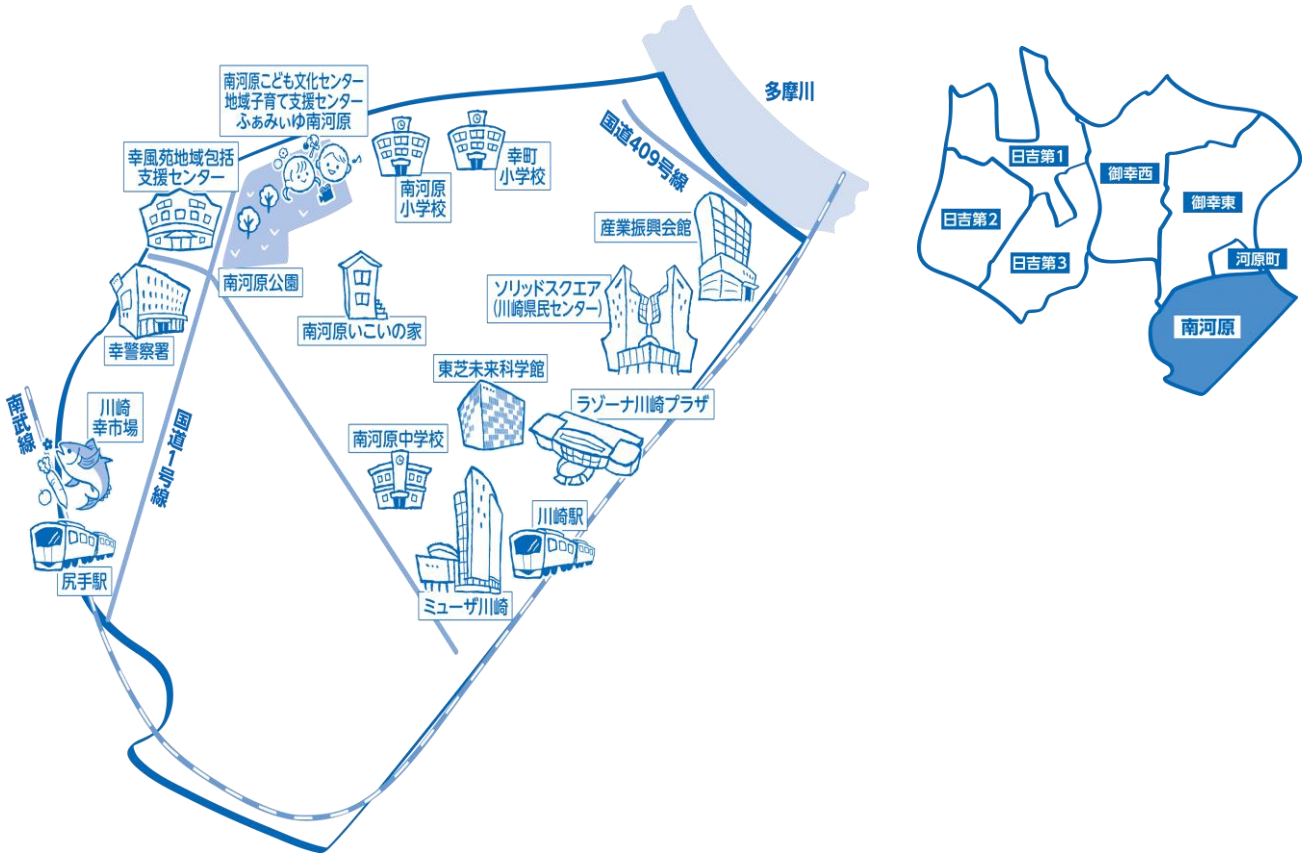 南河原こども文化センター
地域子育て支援センター
ふぁみぃゆ南河原
幸風苑地域包括
支援センター
南河原
小学校
幸町
小学校
国道409号線
多摩川
産業振興会館
南河原公園
ソリッドスクエア
(川崎県民センター)
南河原いこいの家
幸警察署
東芝未来科学館
ラゾーナ川崎プラザ
南武線
川崎
幸市場
国道1号線
南河原中学校
川崎駅
尻手駅
ミューザ川崎
日吉第1
御幸西
御幸東
日吉第2
日吉第3
河原町
南河原